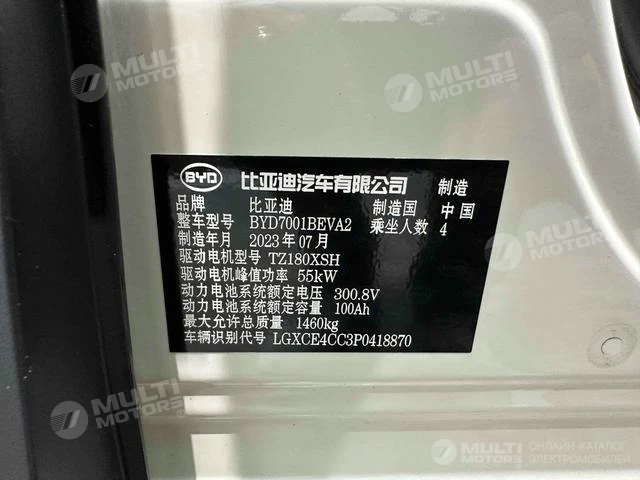 BYD 比亚迪汽车有限公司 制造
品牌 比亚迪 制造国 中国
整车型号 BYD7001BEVA2 乘坐人数 4
制造年月 2023年07月
驱动电机型号 TZ180XSH
驱动电机峰值功率 55kW
动力电池系统额定电压 300.8V
动力电池系统额定容量 100Ah
最大允许总质量 1460kg
车辆识别代号 LGXCE4CC3P0418870
MULTI MOTORS®
MULTI MOTORS®
MULTI MOTORS®
MULTI MOTORS®
MULTI MOTORS® ОНЛАЙН-КАТАЛОГ ЭЛЕКТРОМОБИЛЕЙ